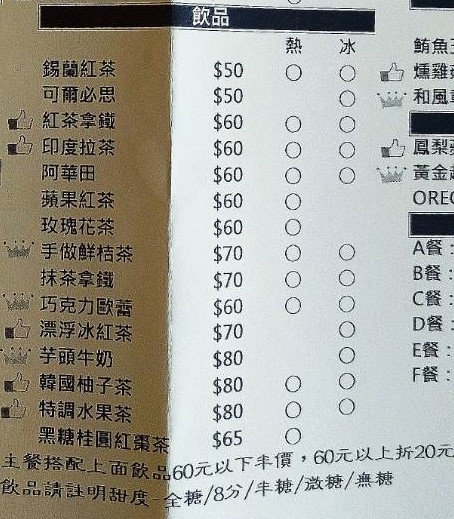 飲品
熱 冰
錫蘭紅茶 $50 ○ ○
可爾必思 $50 ○
紅茶拿鐵 $60 ○ ○
印度拉茶 $60 ○ ○
阿華田 $60 ○ ○
蘋果紅茶 $60 ○
玫瑰花茶 $60 ○
手做鮮桔茶 $70 ○ ○
抹茶拿鐵 $70 ○ ○
巧克力歐蕾 $60 ○ ○
漂浮冰紅茶 $70 ○
芋頭牛奶 $80 ○
韓國柚子茶 $80 ○ ○
特調水果茶 $80 ○ ○
黑糖桂圓紅棗茶 $65 ○
主餐搭配上面飲品60元以下半價，60元以上折20元
飲品請註明甜度 全糖/8分/半糖/微糖/無糖
鮪魚
燻雞
和風
鳳梨
黃金
OREO
A餐：
B餐：
C餐：
D餐：
E餐：
F餐：